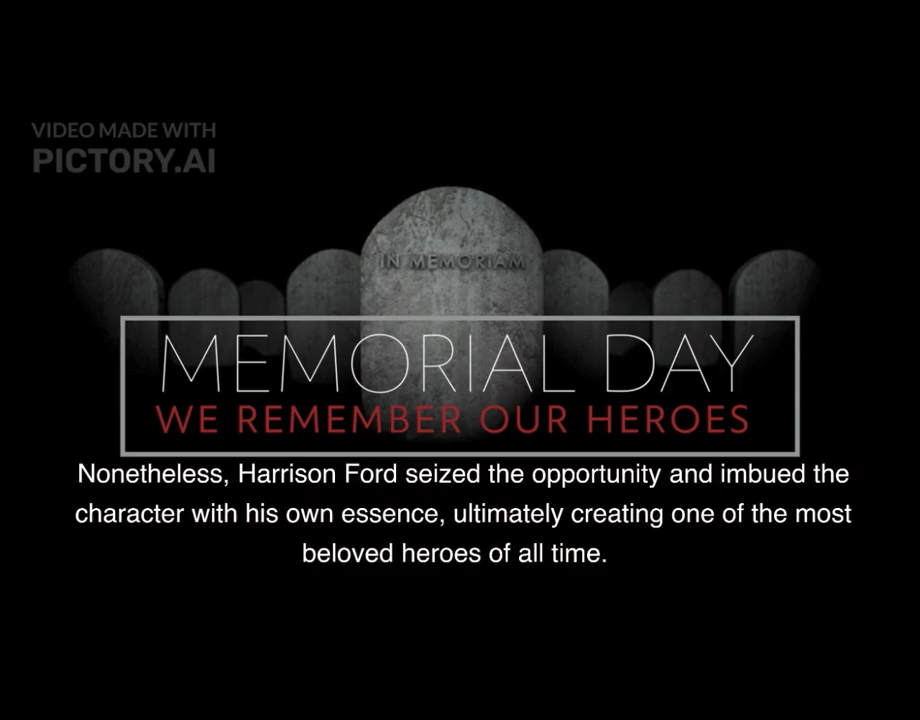 VIDEO MADE WITH
PICTORY.AI
IN MEMORIAM
MEMORIAL DAY
WE REMEMBER OUR HEROES
Nonetheless, Harrison Ford seized the opportunity and imbued the
character with his own essence, ultimately creating one of the most
beloved heroes of all time.